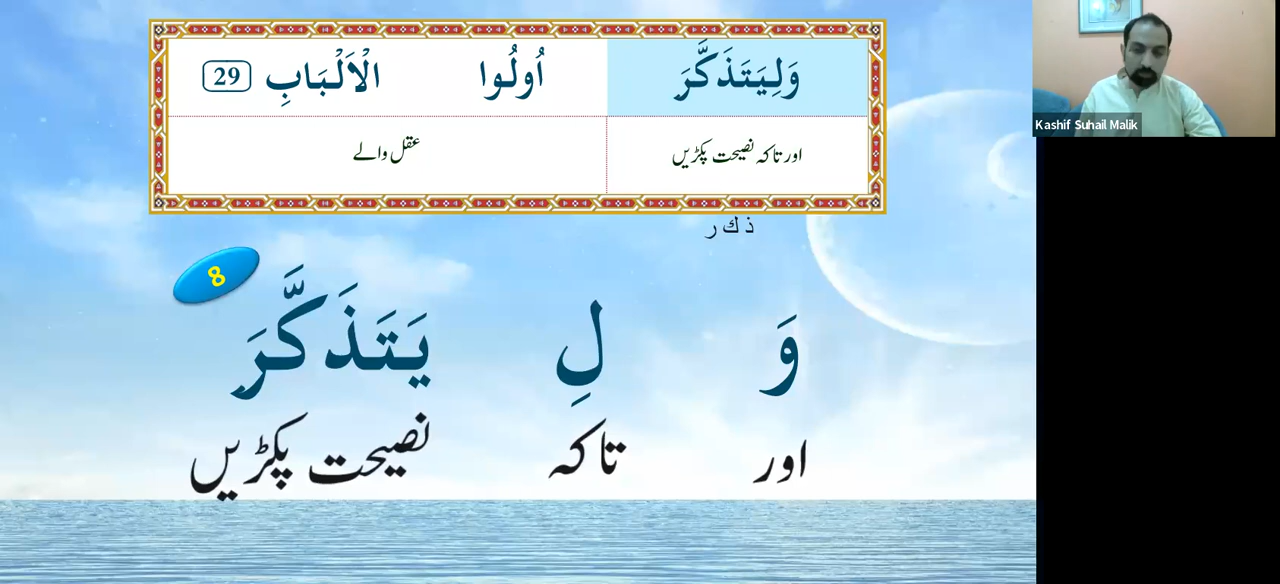 وَلِيَتَذَكَّرَ اُولُوا الْاَلْبَابِ 29
اور تاکہ نصیحت پکڑیں عقل والے
ذ ك ر
8
وَ لِ يَتَذَكَّرَ
اور تاکہ نصیحت پکڑیں
Kashif Suhail Malik